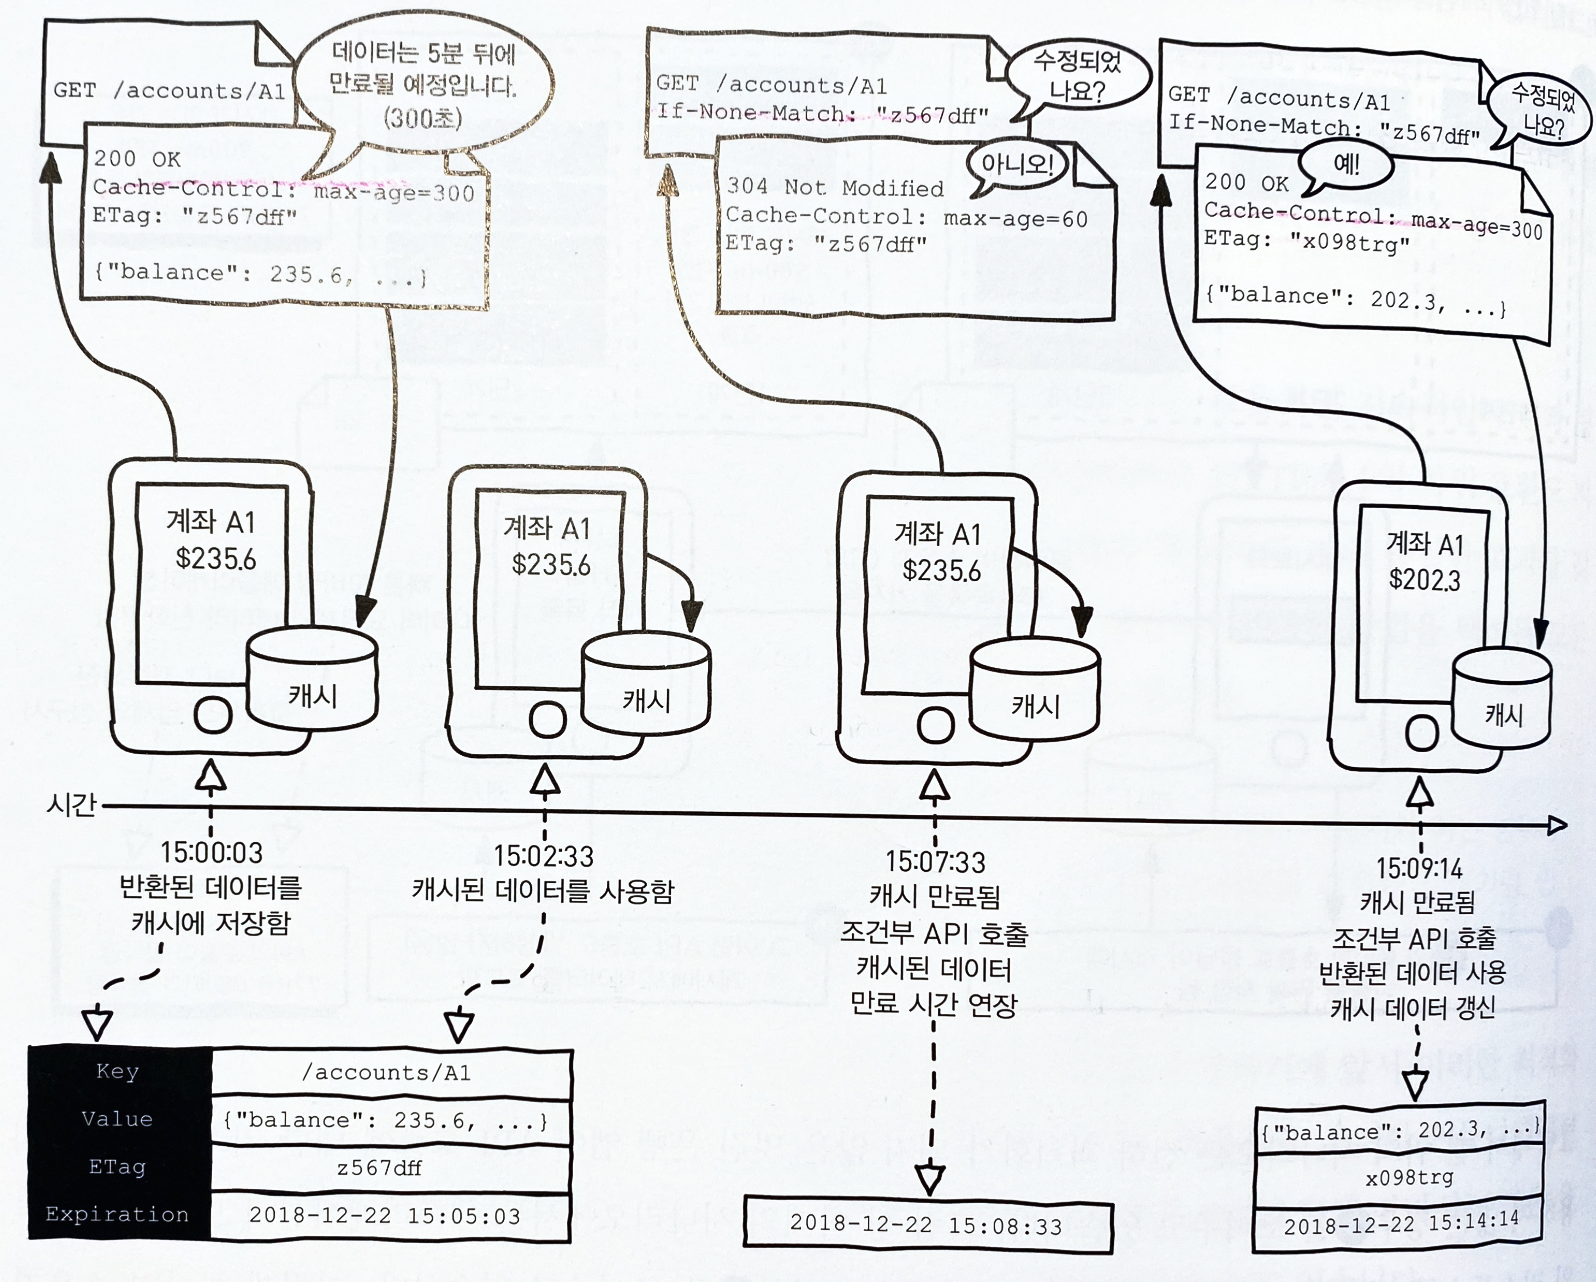 GET /accounts/A1
데이터는 5분 뒤에
만료될 예정입니다.
(300초)
200 OK
Cache-Control: max-age=300
ETag: "z567dff"
{"balance": 235.6, ...}
GET /accounts/A1
If-None-Match: "z567dff"
수정되었
나요?
아니오!
304 Not Modified
Cache-Control: max-age=60
ETag: "z567dff"
GET /accounts/A1
If-None-Match: "z567dff"
수정되었
나요?
예!
200 OK
Cache-Control: max-age=300
ETag: "x098trg"
{"balance": 202.3, ...}
계좌 A1
$235.6
캐시
계좌 A1
$235.6
캐시
계좌 A1
$235.6
캐시
계좌 A1
$202.3
캐시
시간
15:00:03
반환된 데이터를
캐시에 저장함
15:02:33
캐시된 데이터를 사용함
15:07:33
캐시 만료됨
조건부 API 호출
캐시된 데이터
만료 시간 연장
15:09:14
캐시 만료됨
조건부 API 호출
반환된 데이터 사용
캐시 데이터 갱신
Key /accounts/A1
Value {"balance": 235.6, ...}
ETag z567dff
Expiration 2018-12-22 15:05:03
2018-12-22 15:08:33
{"balance": 202.3, ...}
x098trg
2018-12-22 15:14:14